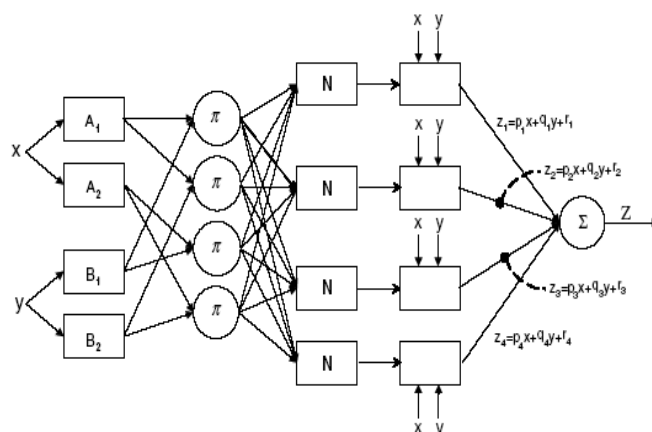 x y
N
z₁=p₁x+q₁y+r₁
A₁
π
x
x y
z₂=p₂x+q₂y+r₂
A₂
π
N
Σ
Z
x y
B₁
π
N
z₃=p₃x+q₃y+r₃
y
B₂
π
z₄=p₄x+q₄y+r₄
N
x y